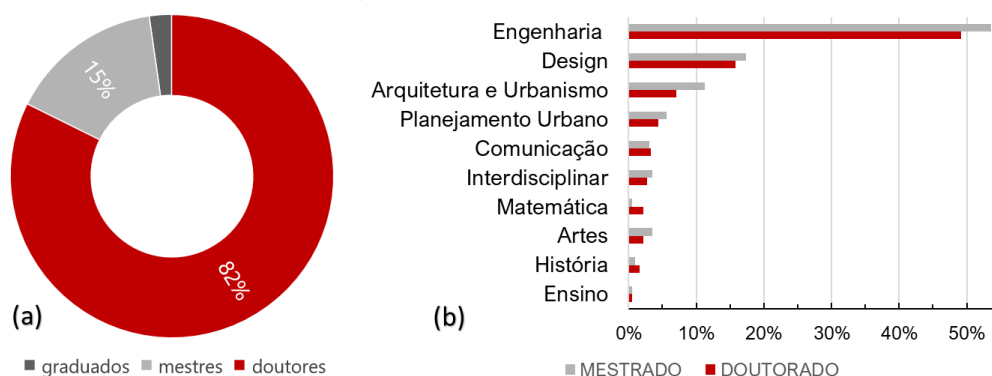 15%
82%
(a)
graduados mestres doutores
Engenharia
Design
Arquitetura e Urbanismo
Planejamento Urbano
Comunicação
Interdisciplinar
Matemática
Artes
História
Ensino
0% 10% 20% 30% 40% 50%
(b)
MESTRADO DOUTORADO